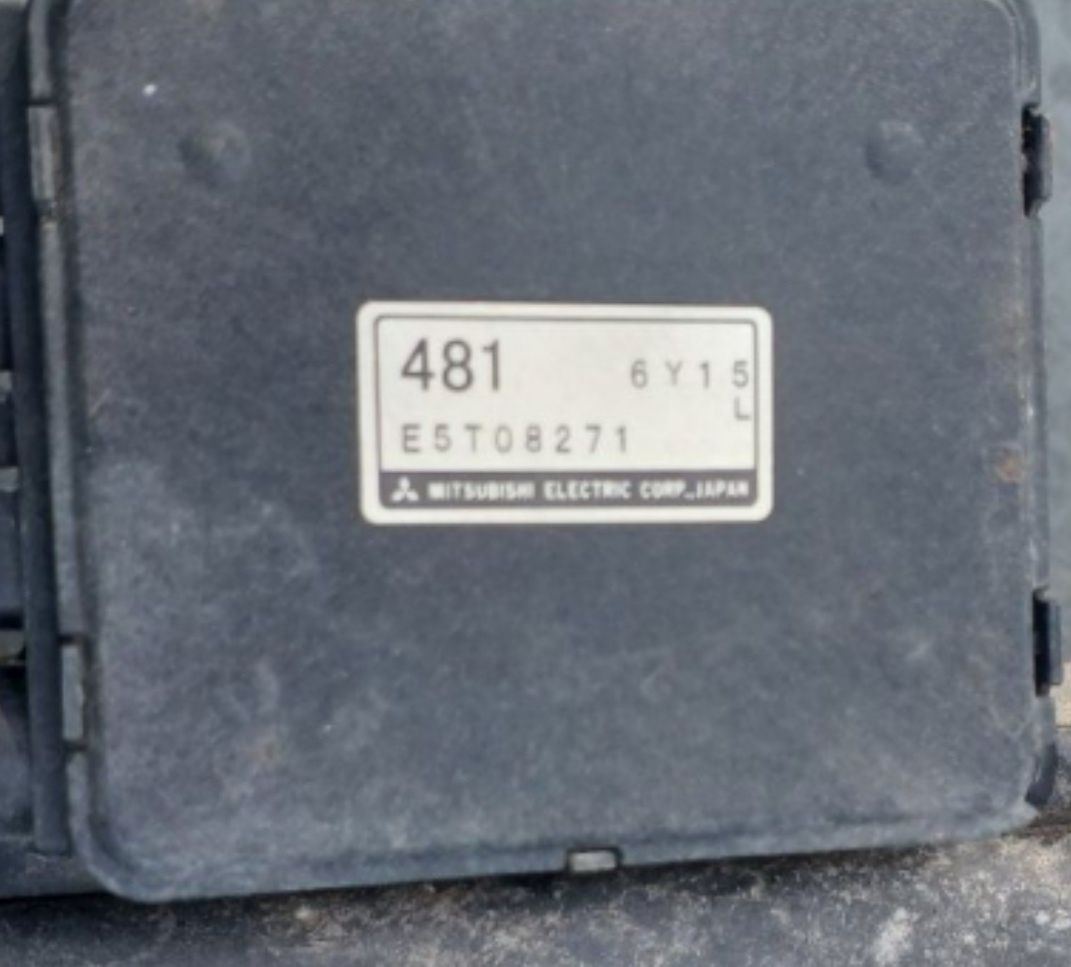 481 6Y15
L
E5T08271
MITSUBISHI ELECTRIC CORP. JAPAN